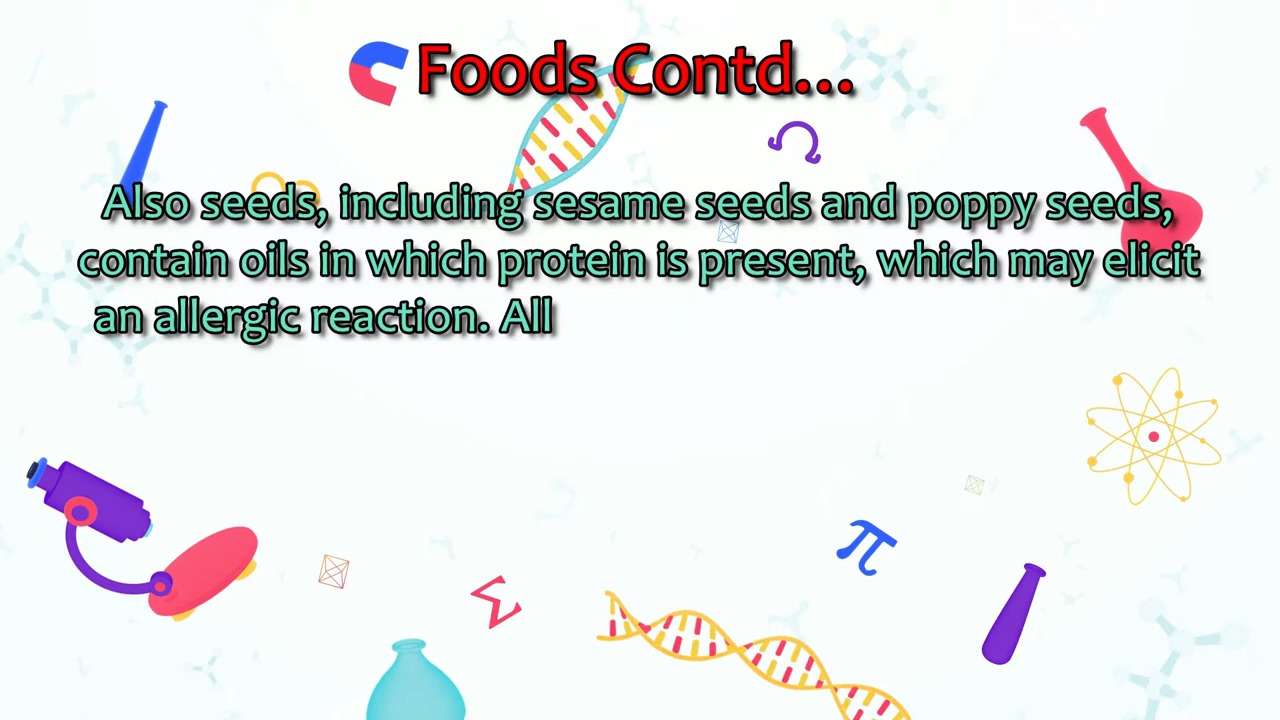 Foods Contd...
Also seeds, including sesame seeds and poppy seeds,
contain oils in which protein is present, which may elicit
an allergic reaction. All
Σ
π